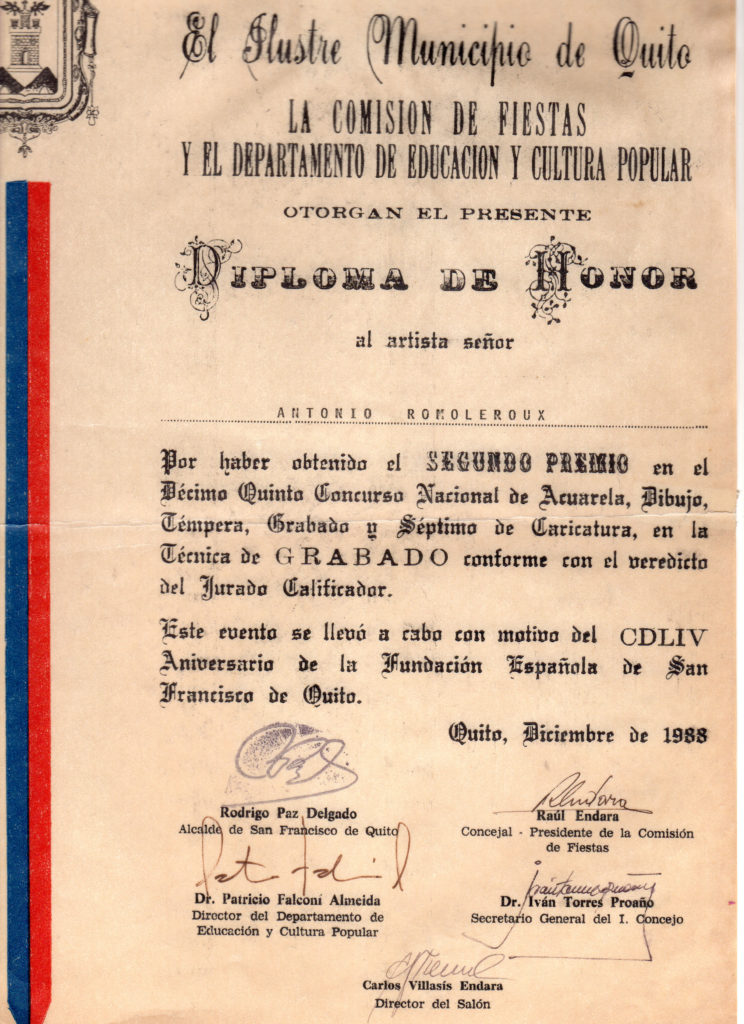 El Ilustre Municipio de Quito
LA COMISION DE FIESTAS
Y EL DEPARTAMENTO DE EDUCACION Y CULTURA POPULAR
OTORGAN EL PRESENTE
DIPLOMA DE HONOR
al artista señor
ANTONIO ROMOLEROUX
Por haber obtenido el SEGUNDO PREMIO en el
Décimo Quinto Concurso Nacional de Acuarela, Dibujo,
Témpera, Grabado y Séptimo de Caricatura, en la
Técnica de GRABADO conforme con el veredicto
del Jurado Calificador.
Este evento se llevó a cabo con motivo del CDLIV
Aniversario de la Fundación Española de San
Francisco de Quito.
Quito, Diciembre de 1988
Rodrigo Paz Delgado
Alcalde de San Francisco de Quito
Raúl Endara
Concejal - Presidente de la Comisión
de Fiestas
Dr. Patricio Falconí Almeida
Director del Departamento de
Educación y Cultura Popular
Dr. Iván Torres Proaño
Secretario General del I. Concejo
Carlos Villasís Endara
Director del Salón